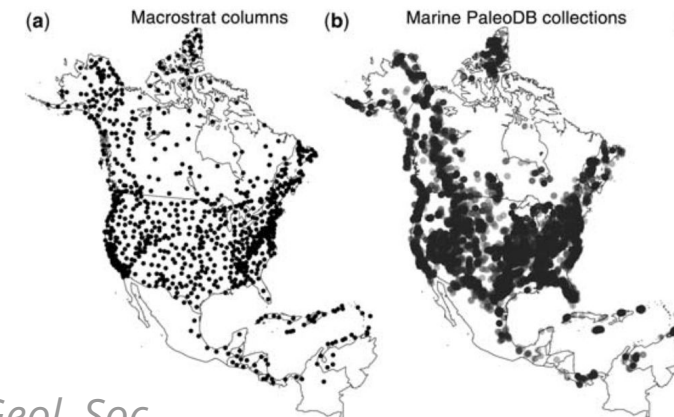 (a) Macrostrat columns
(b) Marine PaleoDB collections
Geol. Soc.